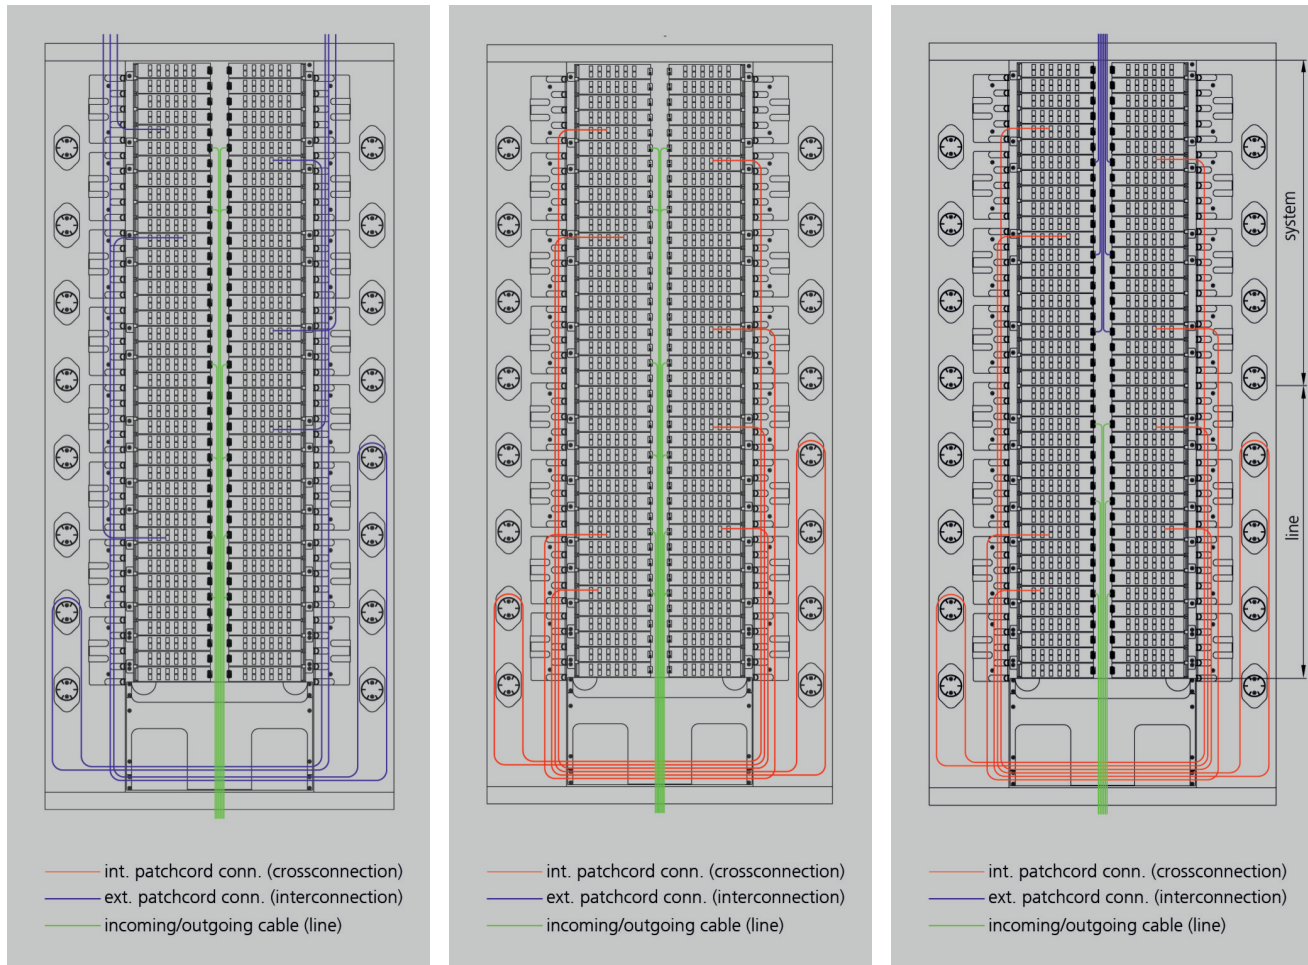 system
line
int. patchcord conn. (crossconnection)
ext. patchcord conn. (interconnection)
incoming/outgoing cable (line)
int. patchcord conn. (crossconnection)
ext. patchcord conn. (interconnection)
incoming/outgoing cable (line)
int. patchcord conn. (crossconnection)
ext. patchcord conn. (interconnection)
incoming/outgoing cable (line)